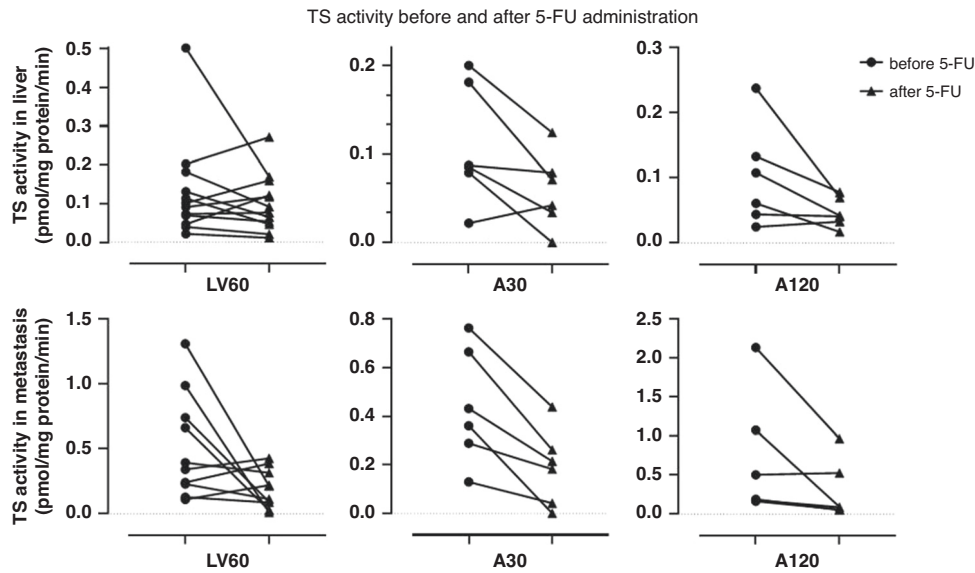 TS activity before and after 5-FU administration
TS activity in liver
(pmol/mg protein/min)
0.5
0.4
0.3
0.2
0.1
0.0
LV60
0.2
0.1
0.0
A30
0.3
0.2
0.1
0.0
A120
before 5-FU
after 5-FU
TS activity in metastasis
(pmol/mg protein/min)
1.5
1.0
0.5
0.0
LV60
0.8
0.6
0.4
0.2
0.0
A30
2.5
2.0
1.5
1.0
0.5
0.0
A120